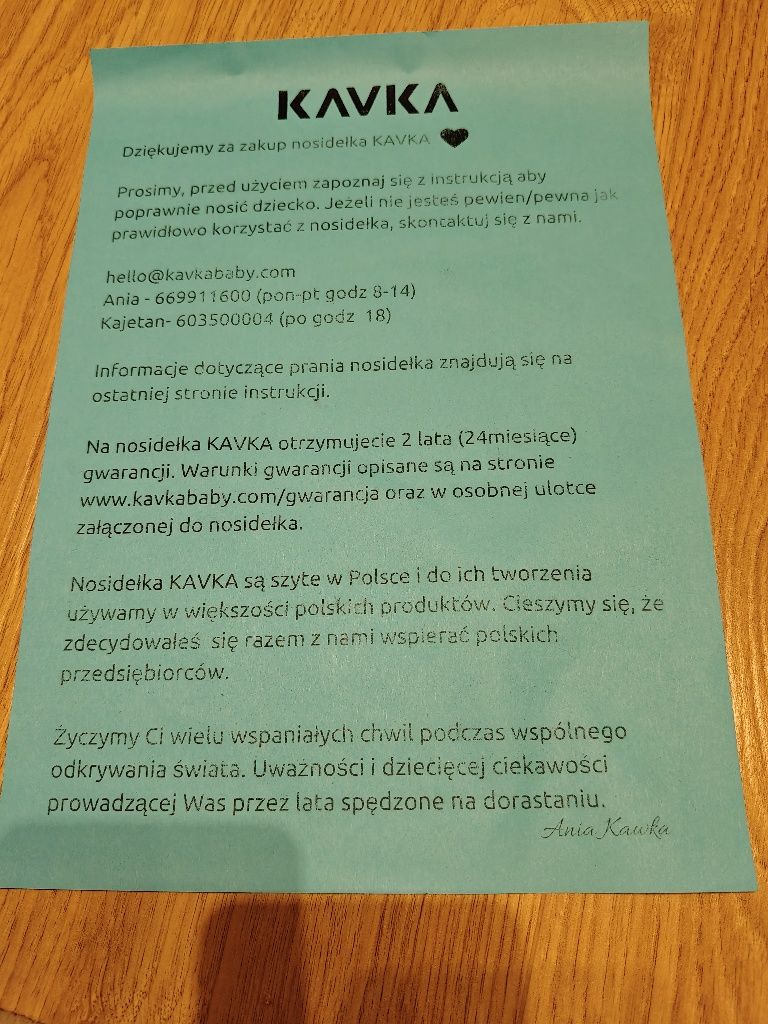 KAVKA
Dziękujemy za zakup nosidełka KAVKA
Prosimy, przed użyciem zapoznaj się z instrukcją aby
poprawnie nosić dziecko. Jeżeli nie jesteś pewien/pewna jak
prawidłowo korzystać z nosidełka, skontaktuj się z nami.
hello@kavkababy.com
Ania - 669911600 (pon-pt godz 8-14)
Kajetan- 603500004 (po godz 18)
Informacje dotyczące prania nosidełka znajdują się na
ostatniej stronie instrukcji.
Na nosidełka KAVKA otrzymujecie 2 lata (24miesiące)
gwarancji. Warunki gwarancji opisane są na stronie
www.kavkababy.com/gwarancja oraz w osobnej ulotce
załączonej do nosidełka.
Nosidełka KAVKA są szyte w Polsce i do ich tworzenia
używamy w większości polskich produktów. Cieszymy się, że
zdecydowałeś się razem z nami wspierać polskich
przedsiębiorców.
Życzymy Ci wielu wspaniałych chwil podczas wspólnego
odkrywania świata. Uważności i dziecięcej ciekawości
prowadzącej Was przez lata spędzone na dorastaniu.
Ania Kawka